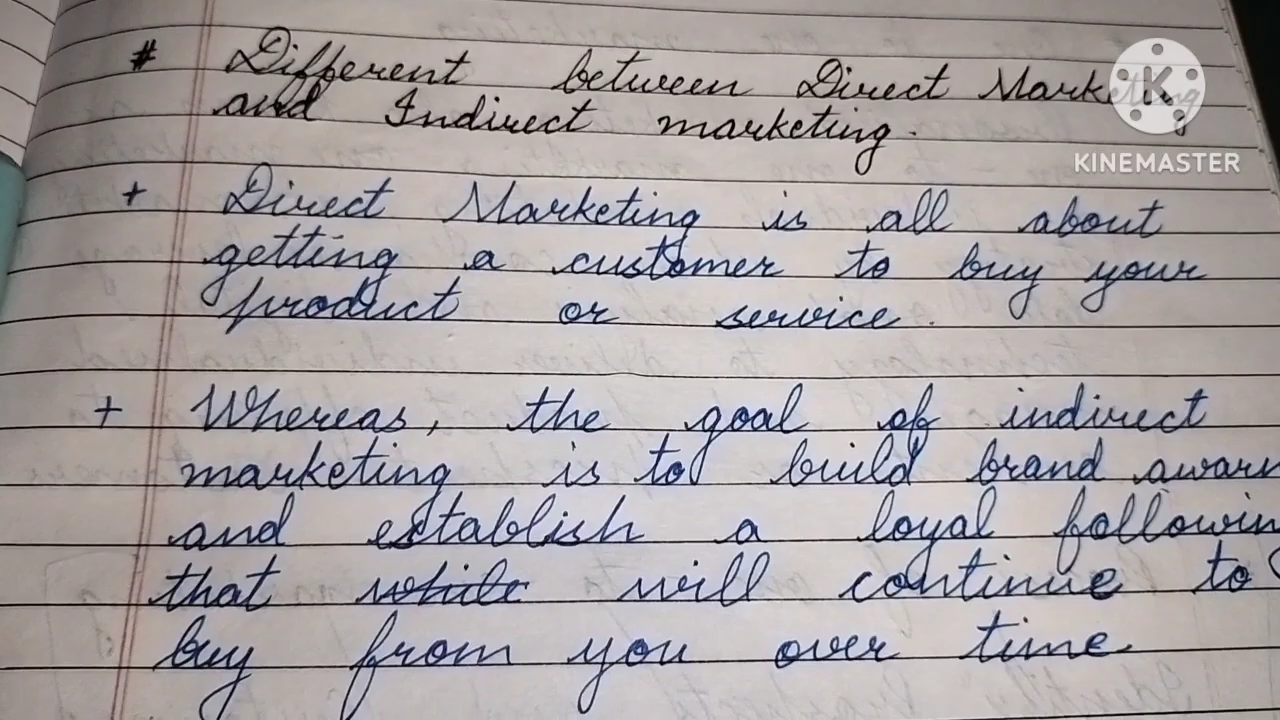 # Different between Direct Marketing
and Indirect marketing.
KINEMASTER
+ Direct Marketing is all about
getting a customer to buy your
product or service.
+ Whereas, the goal of indirect
marketing is to build brand awarn
and establish a loyal followin
that while will continue to
buy from you over time